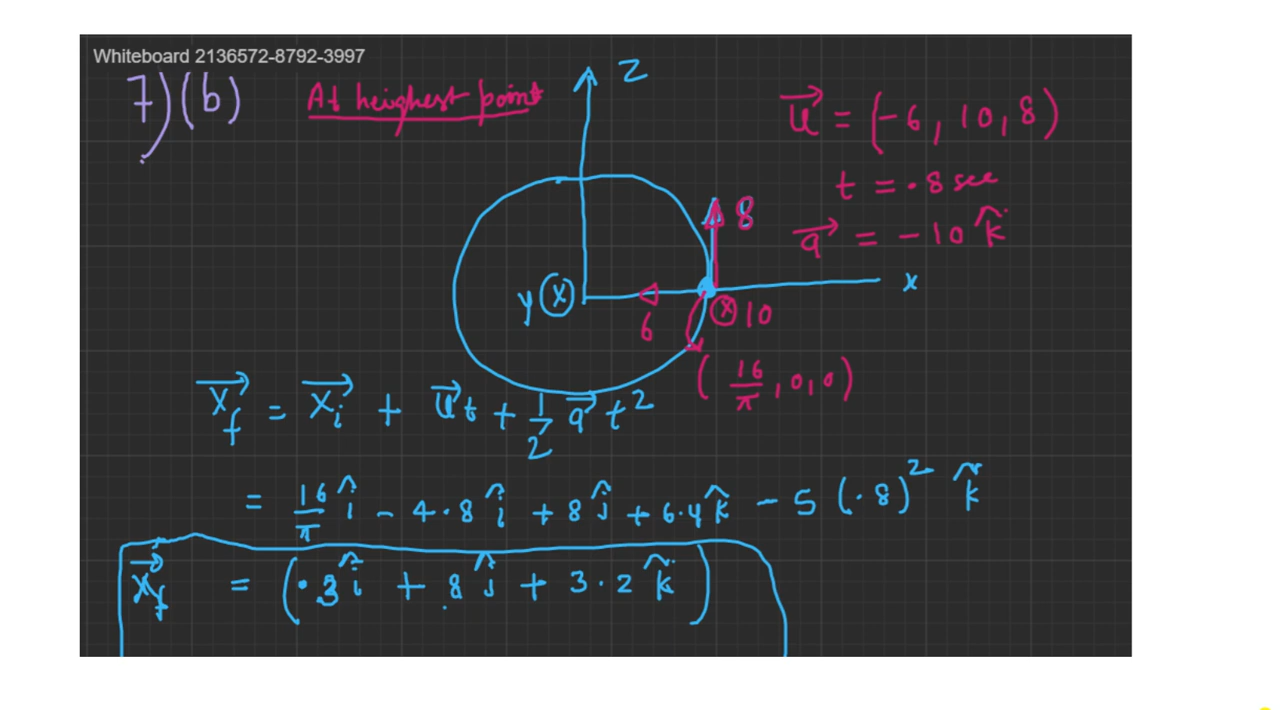 Whiteboard 2136572-8792-3997
7)(b)
At heighest point
z
u⃗ = (-6, 10, 8)
t = .8 sec
a⃗ = -10 k̂
8
x
y ⓧ
6
ⓧ 10
(16/π, 0, 0)
x⃗f = x⃗i + u⃗t + 1/2 a⃗ t²
= 16/π î - 4.8 î + 8 ĵ + 6.4 k̂ - 5 (.8)² k̂
x⃗f = (.3 î + 8 ĵ + 3.2 k̂)